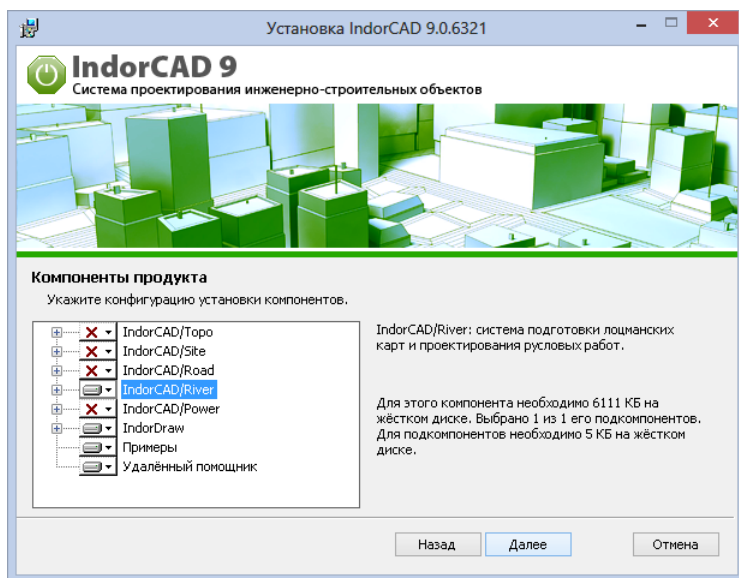 Установка IndorCAD 9.0.6321
IndorCAD 9
Система проектирования инженерно-строительных объектов
Компоненты продукта
Укажите конфигурацию установки компонентов.
IndorCAD/Topo
IndorCAD/Site
IndorCAD/Road
IndorCAD/River
IndorCAD/Power
IndorDraw
Примеры
Удалённый помощник
IndorCAD/River: система подготовки лоцманских
карт и проектирования русловых работ.
Для этого компонента необходимо 6111 КБ на
жёстком диске. Выбрано 1 из 1 его подкомпонентов.
Для подкомпонентов необходимо 5 КБ на жёстком
диске.
Назад
Далее
Отмена